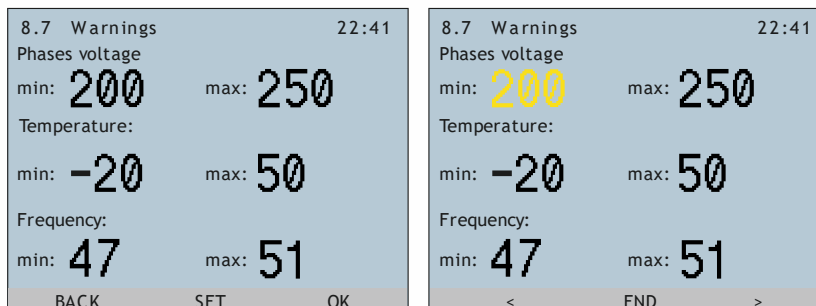 8.7 Warnings 22:41
Phases voltage
min: 200 max: 250
Temperature:
min: -20 max: 50
Frequency:
min: 47 max: 51
BACK SET OK
8.7 Warnings 22:41
Phases voltage
min: 200 max: 250
Temperature:
min: -20 max: 50
Frequency:
min: 47 max: 51
< END >